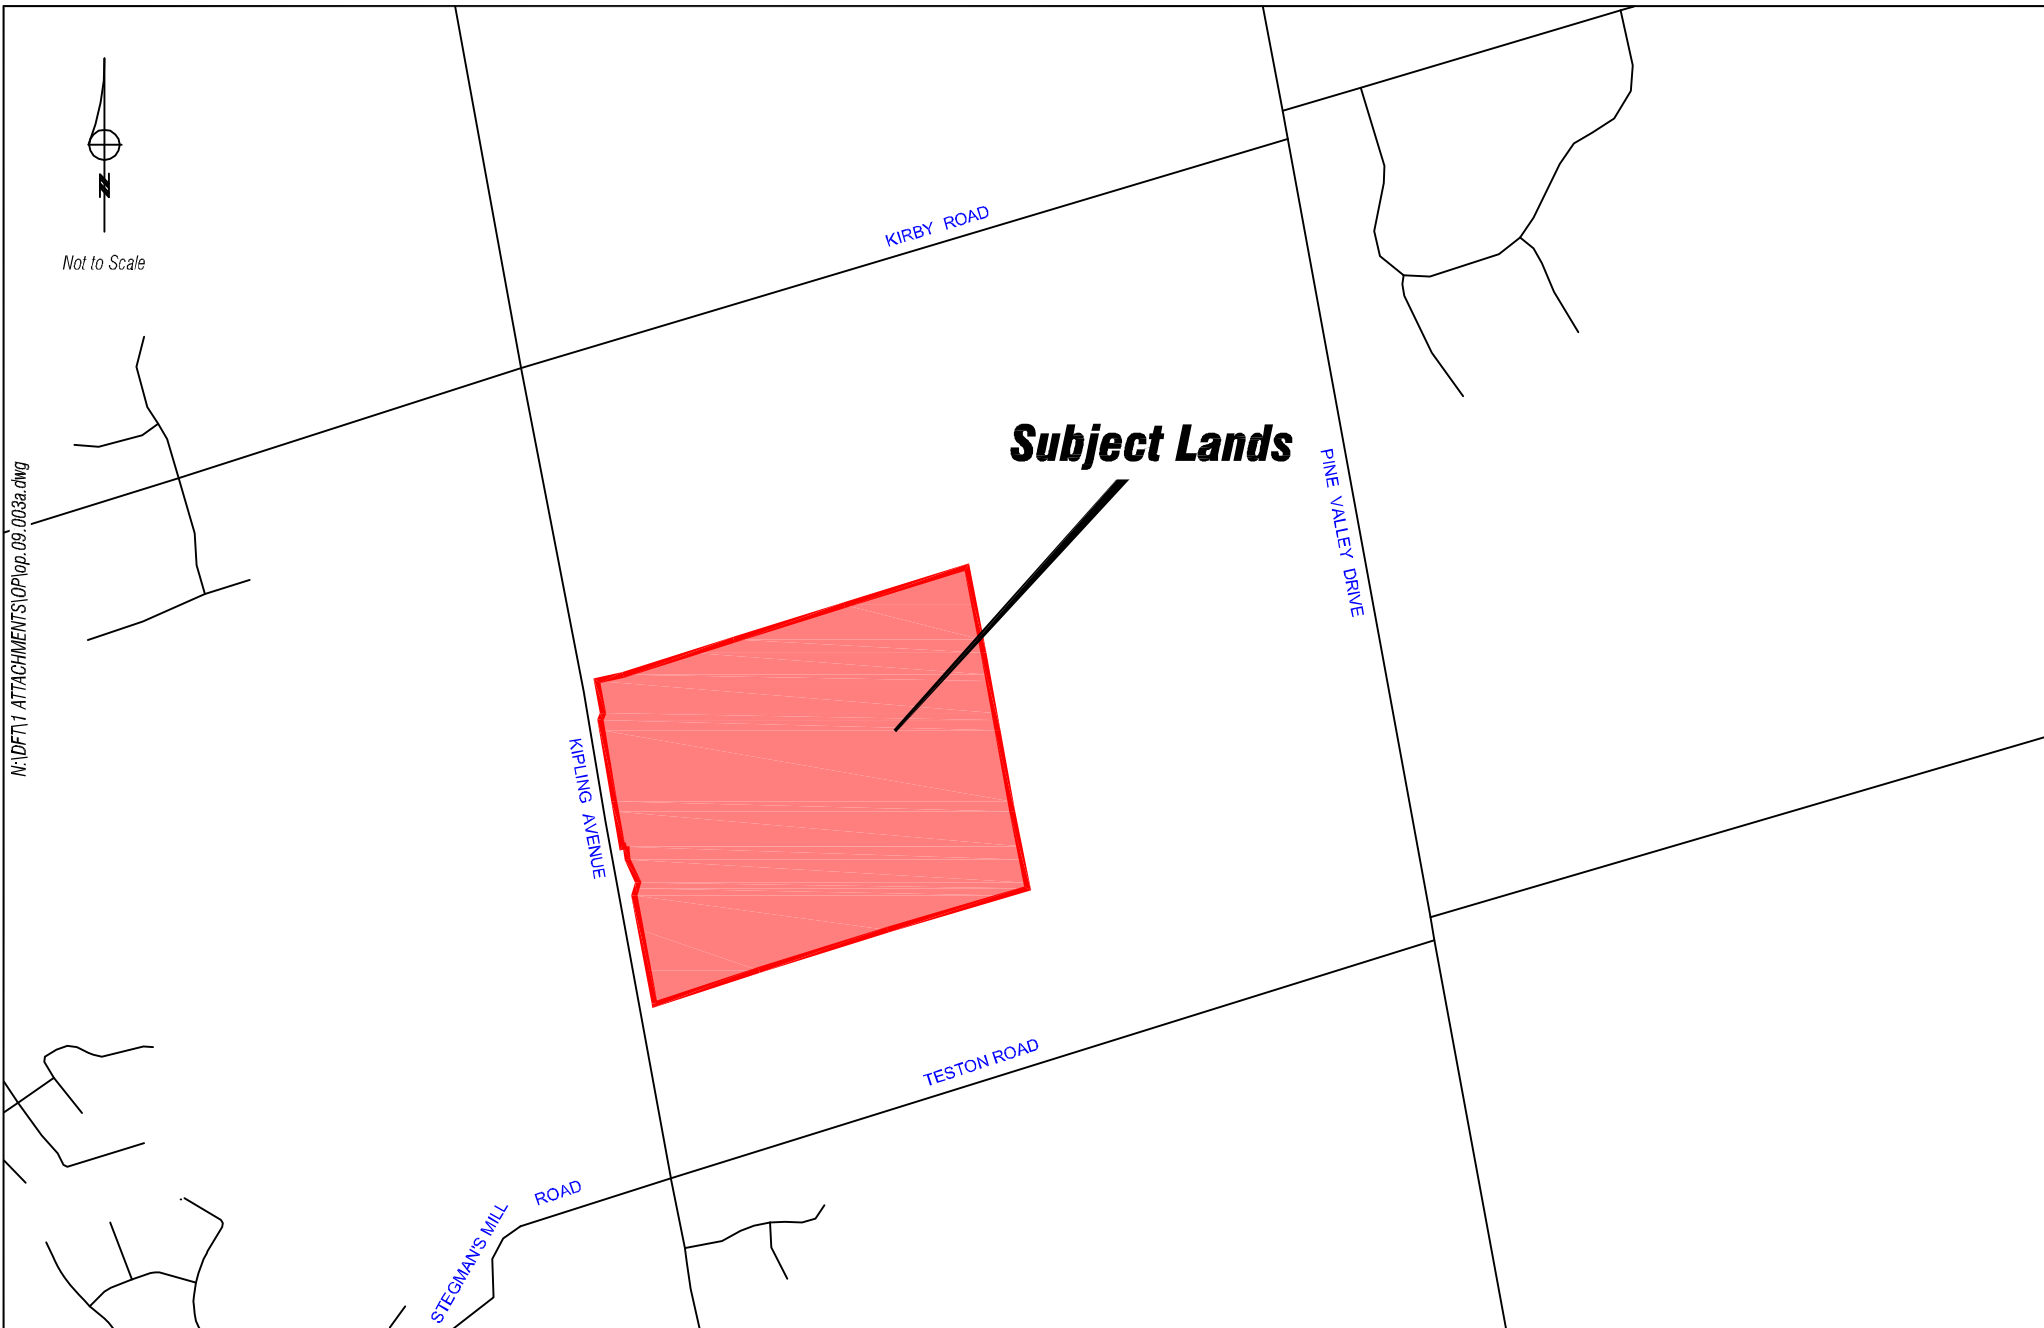 N
Not to Scale
KIRBY ROAD
Subject Lands
PINE VALLEY DRIVE
N:\DFT\1 ATTACHMENTS\OP\op.09.003a.dwg
KIPLING AVENUE
TESTON ROAD
STEGMAN'S MILL ROAD